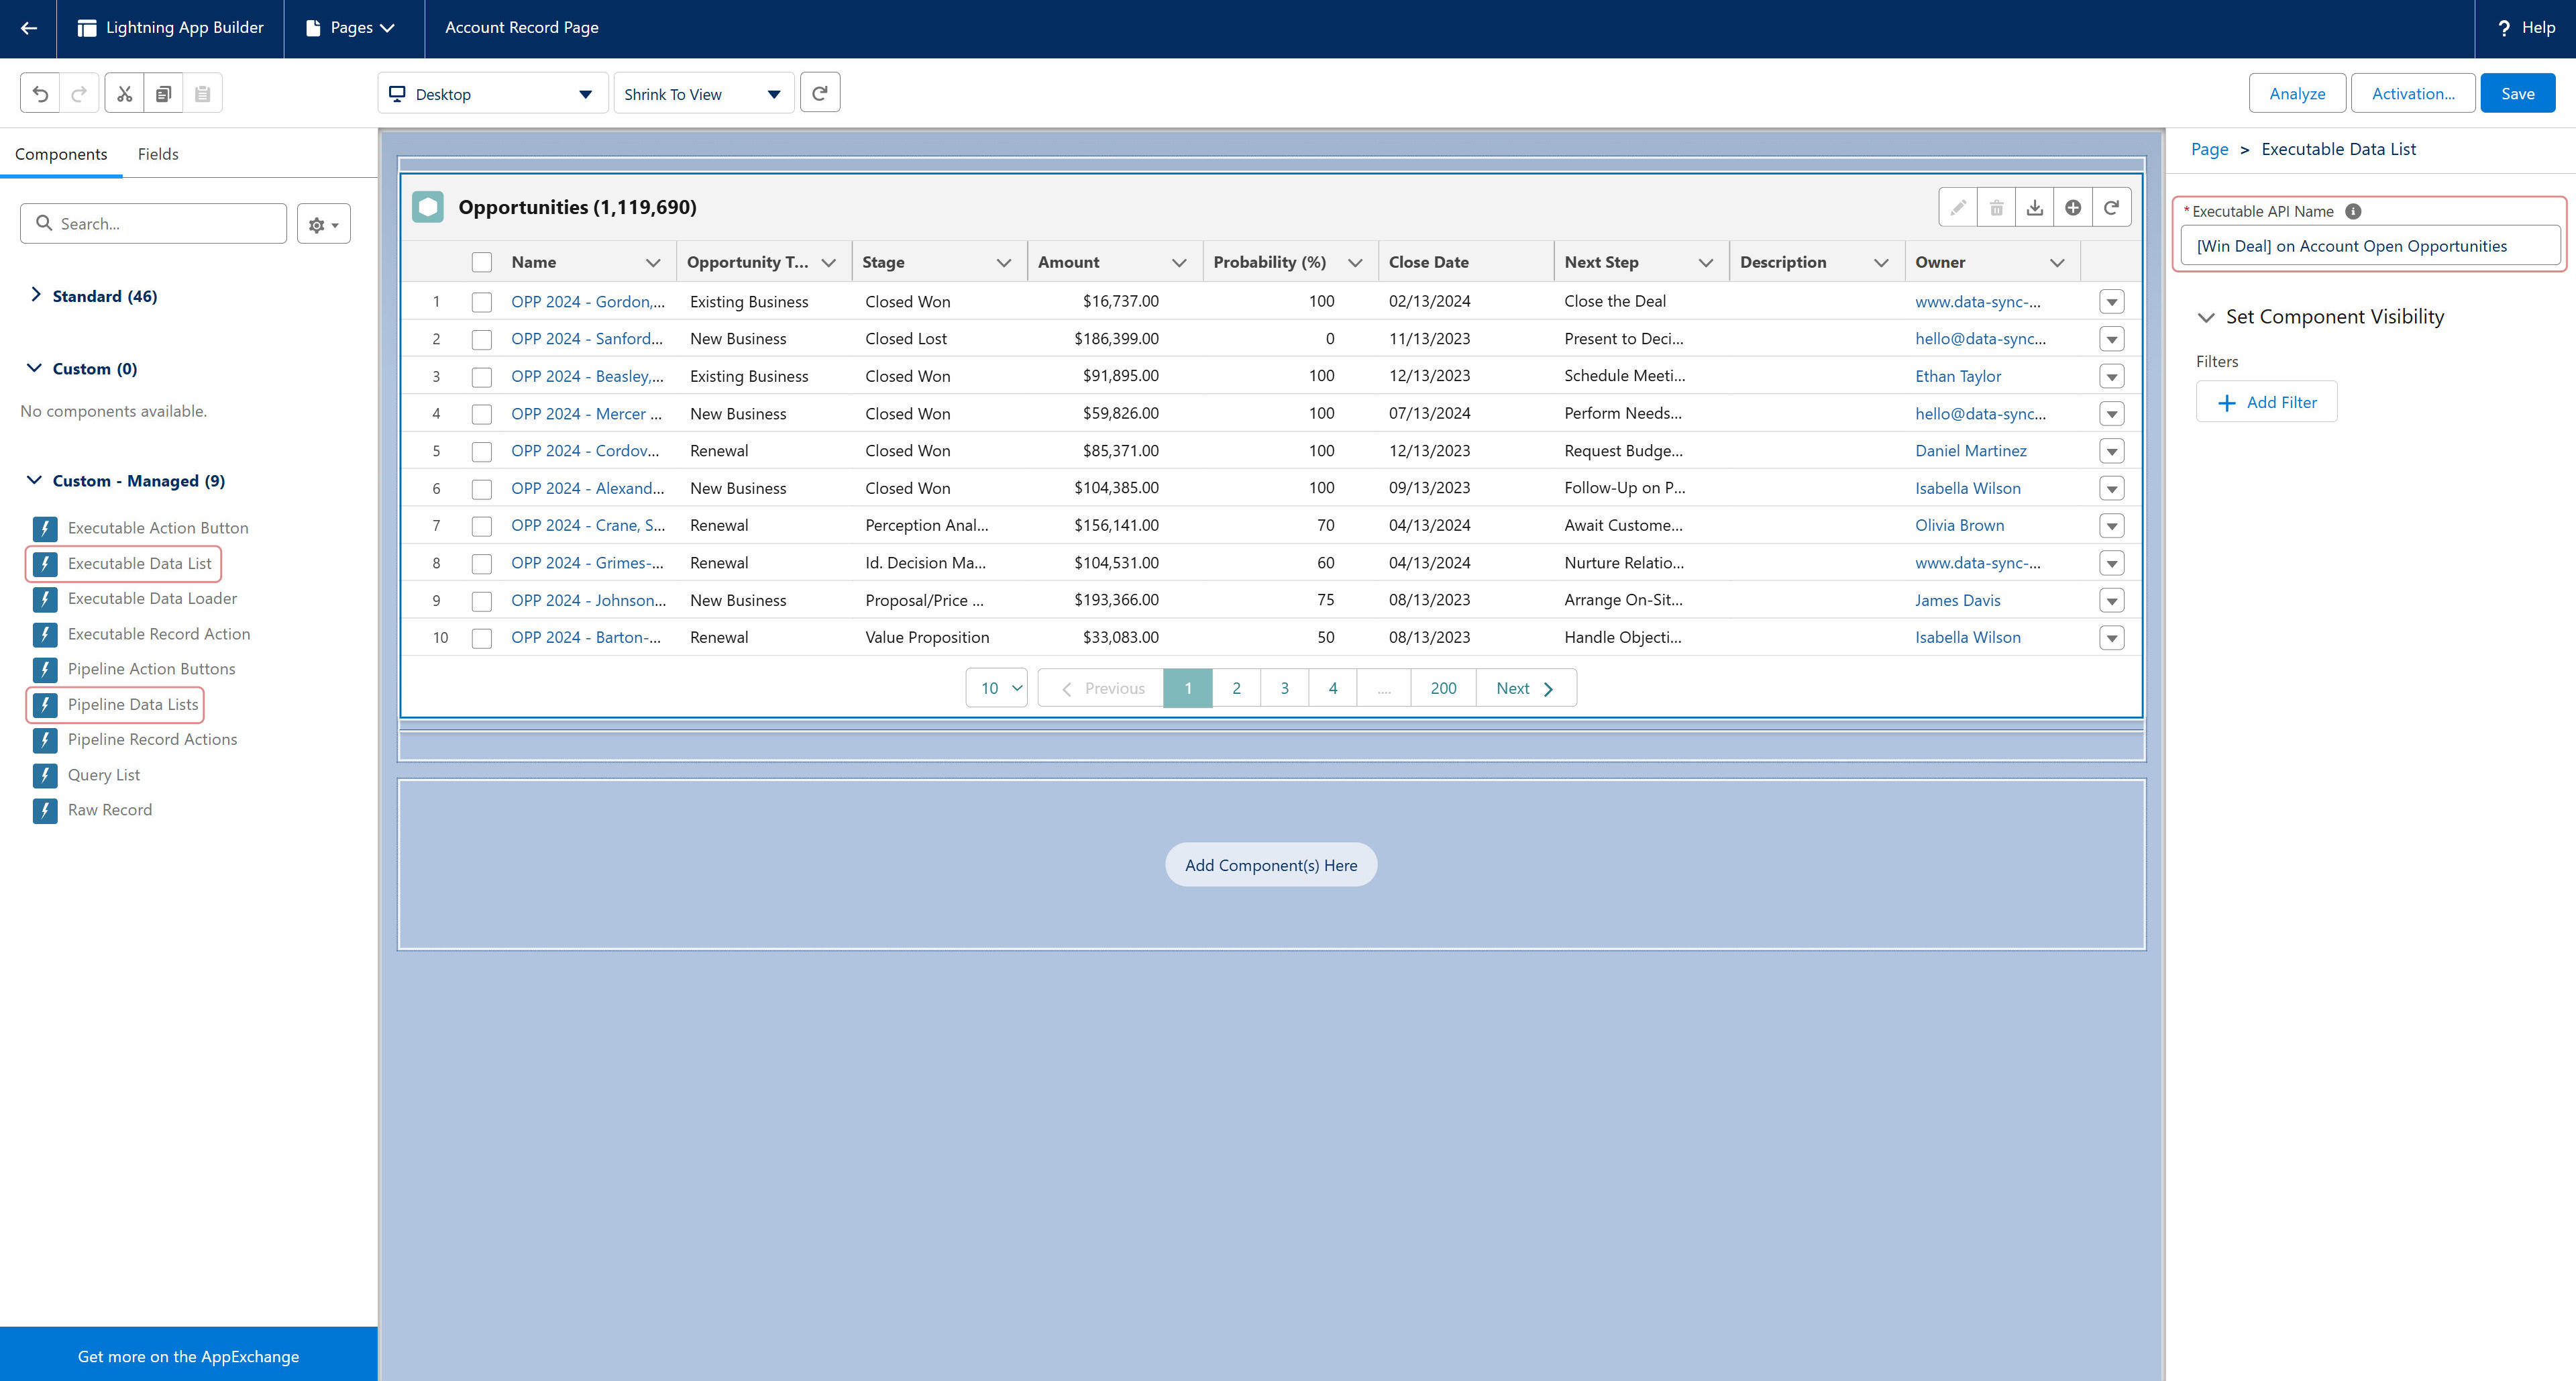 Lightning App Builder Pages Account Record Page ? Help
Desktop Shrink To View Analyze Activation... Save
Components Fields
Search...
Standard (46)
Custom (0)
No components available.
Custom - Managed (9)
Executable Action Button
Executable Data List
Executable Data Loader
Executable Record Action
Pipeline Action Buttons
Pipeline Data Lists
Pipeline Record Actions
Query List
Raw Record
Get more on the AppExchange
Opportunities (1,119,690)
Name Opportunity T... Stage Amount Probability (%) Close Date Next Step Description Owner
1 OPP 2024 - Gordon,... Existing Business Closed Won $16,737.00 100 02/13/2024 Close the Deal www.data-sync-...
2 OPP 2024 - Sanford... New Business Closed Lost $186,399.00 0 11/13/2023 Present to Deci... hello@data-sync...
3 OPP 2024 - Beasley,... Existing Business Closed Won $91,895.00 100 12/13/2023 Schedule Meeti... Ethan Taylor
4 OPP 2024 - Mercer ... New Business Closed Won $59,826.00 100 07/13/2024 Perform Needs... hello@data-sync...
5 OPP 2024 - Cordov... Renewal Closed Won $85,371.00 100 12/13/2023 Request Budge... Daniel Martinez
6 OPP 2024 - Alexand... New Business Closed Won $104,385.00 100 09/13/2023 Follow-Up on P... Isabella Wilson
7 OPP 2024 - Crane, S... Renewal Perception Anal... $156,141.00 70 04/13/2024 Await Custome... Olivia Brown
8 OPP 2024 - Grimes-... Renewal Id. Decision Ma... $104,531.00 60 04/13/2024 Nurture Relatio... www.data-sync-...
9 OPP 2024 - Johnson... New Business Proposal/Price ... $193,366.00 75 08/13/2023 Arrange On-Sit... James Davis
10 OPP 2024 - Barton-... Renewal Value Proposition $33,083.00 50 08/13/2023 Handle Objecti... Isabella Wilson
10 Previous 1 2 3 4 .... 200 Next
Add Component(s) Here
Page > Executable Data List
*Executable API Name
[Win Deal] on Account Open Opportunities
Set Component Visibility
Filters
Add Filter